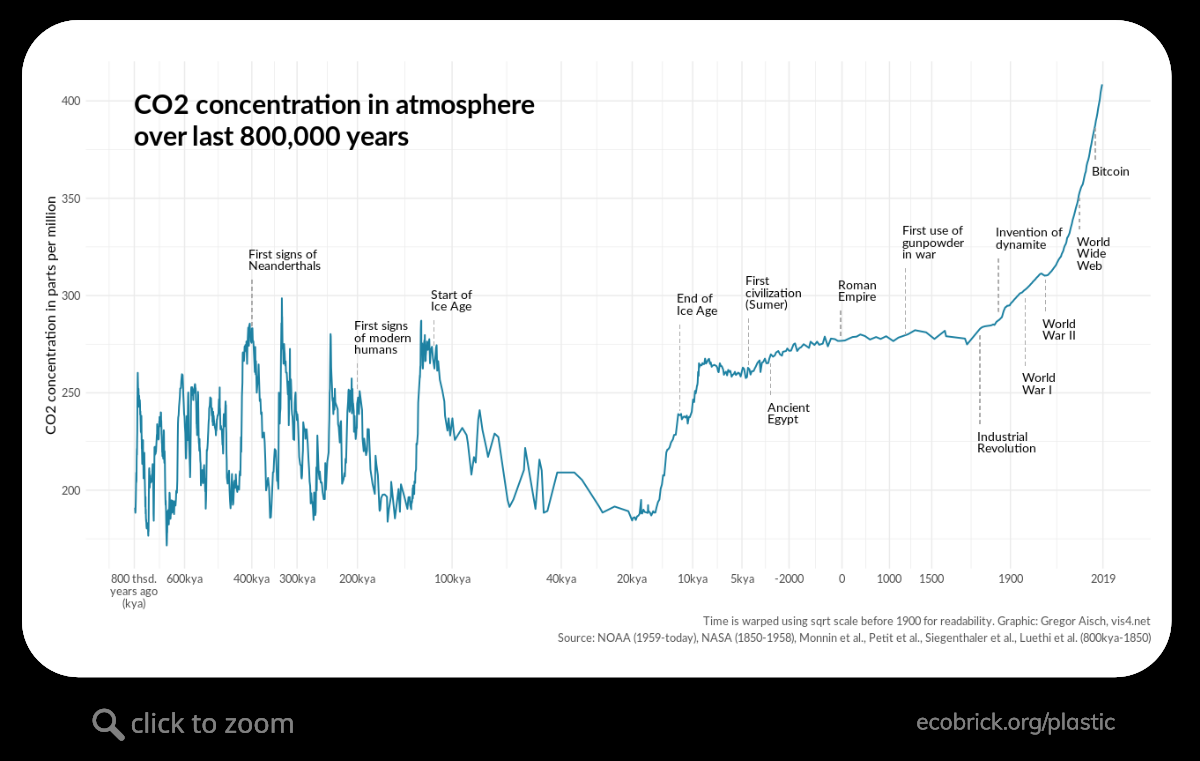 CO2 concentration in atmosphere
over last 800,000 years
CO2 concentration in parts per million
400
350
300
250
200
First signs of
Neanderthals
First signs
of modern
humans
Start of
Ice Age
End of
Ice Age
First
civilization
(Sumer)
Ancient
Egypt
Roman
Empire
First use of
gunpowder
in war
Industrial
Revolution
Invention of
dynamite
World
War I
World
War II
World
Wide
Web
Bitcoin
800 thsd.
years ago
(kya)
600kya
400kya
300kya
200kya
100kya
40kya
20kya
10kya
5kya
-2000
0
1000
1500
1900
2019
Time is warped using sqrt scale before 1900 for readability. Graphic: Gregor Aisch, vis4.net
Source: NOAA (1959-today), NASA (1850-1958), Monnin et al., Petit et al., Siegenthaler et al., Luethi et al. (800kya-1850)
click to zoom
ecobrick.org/plastic